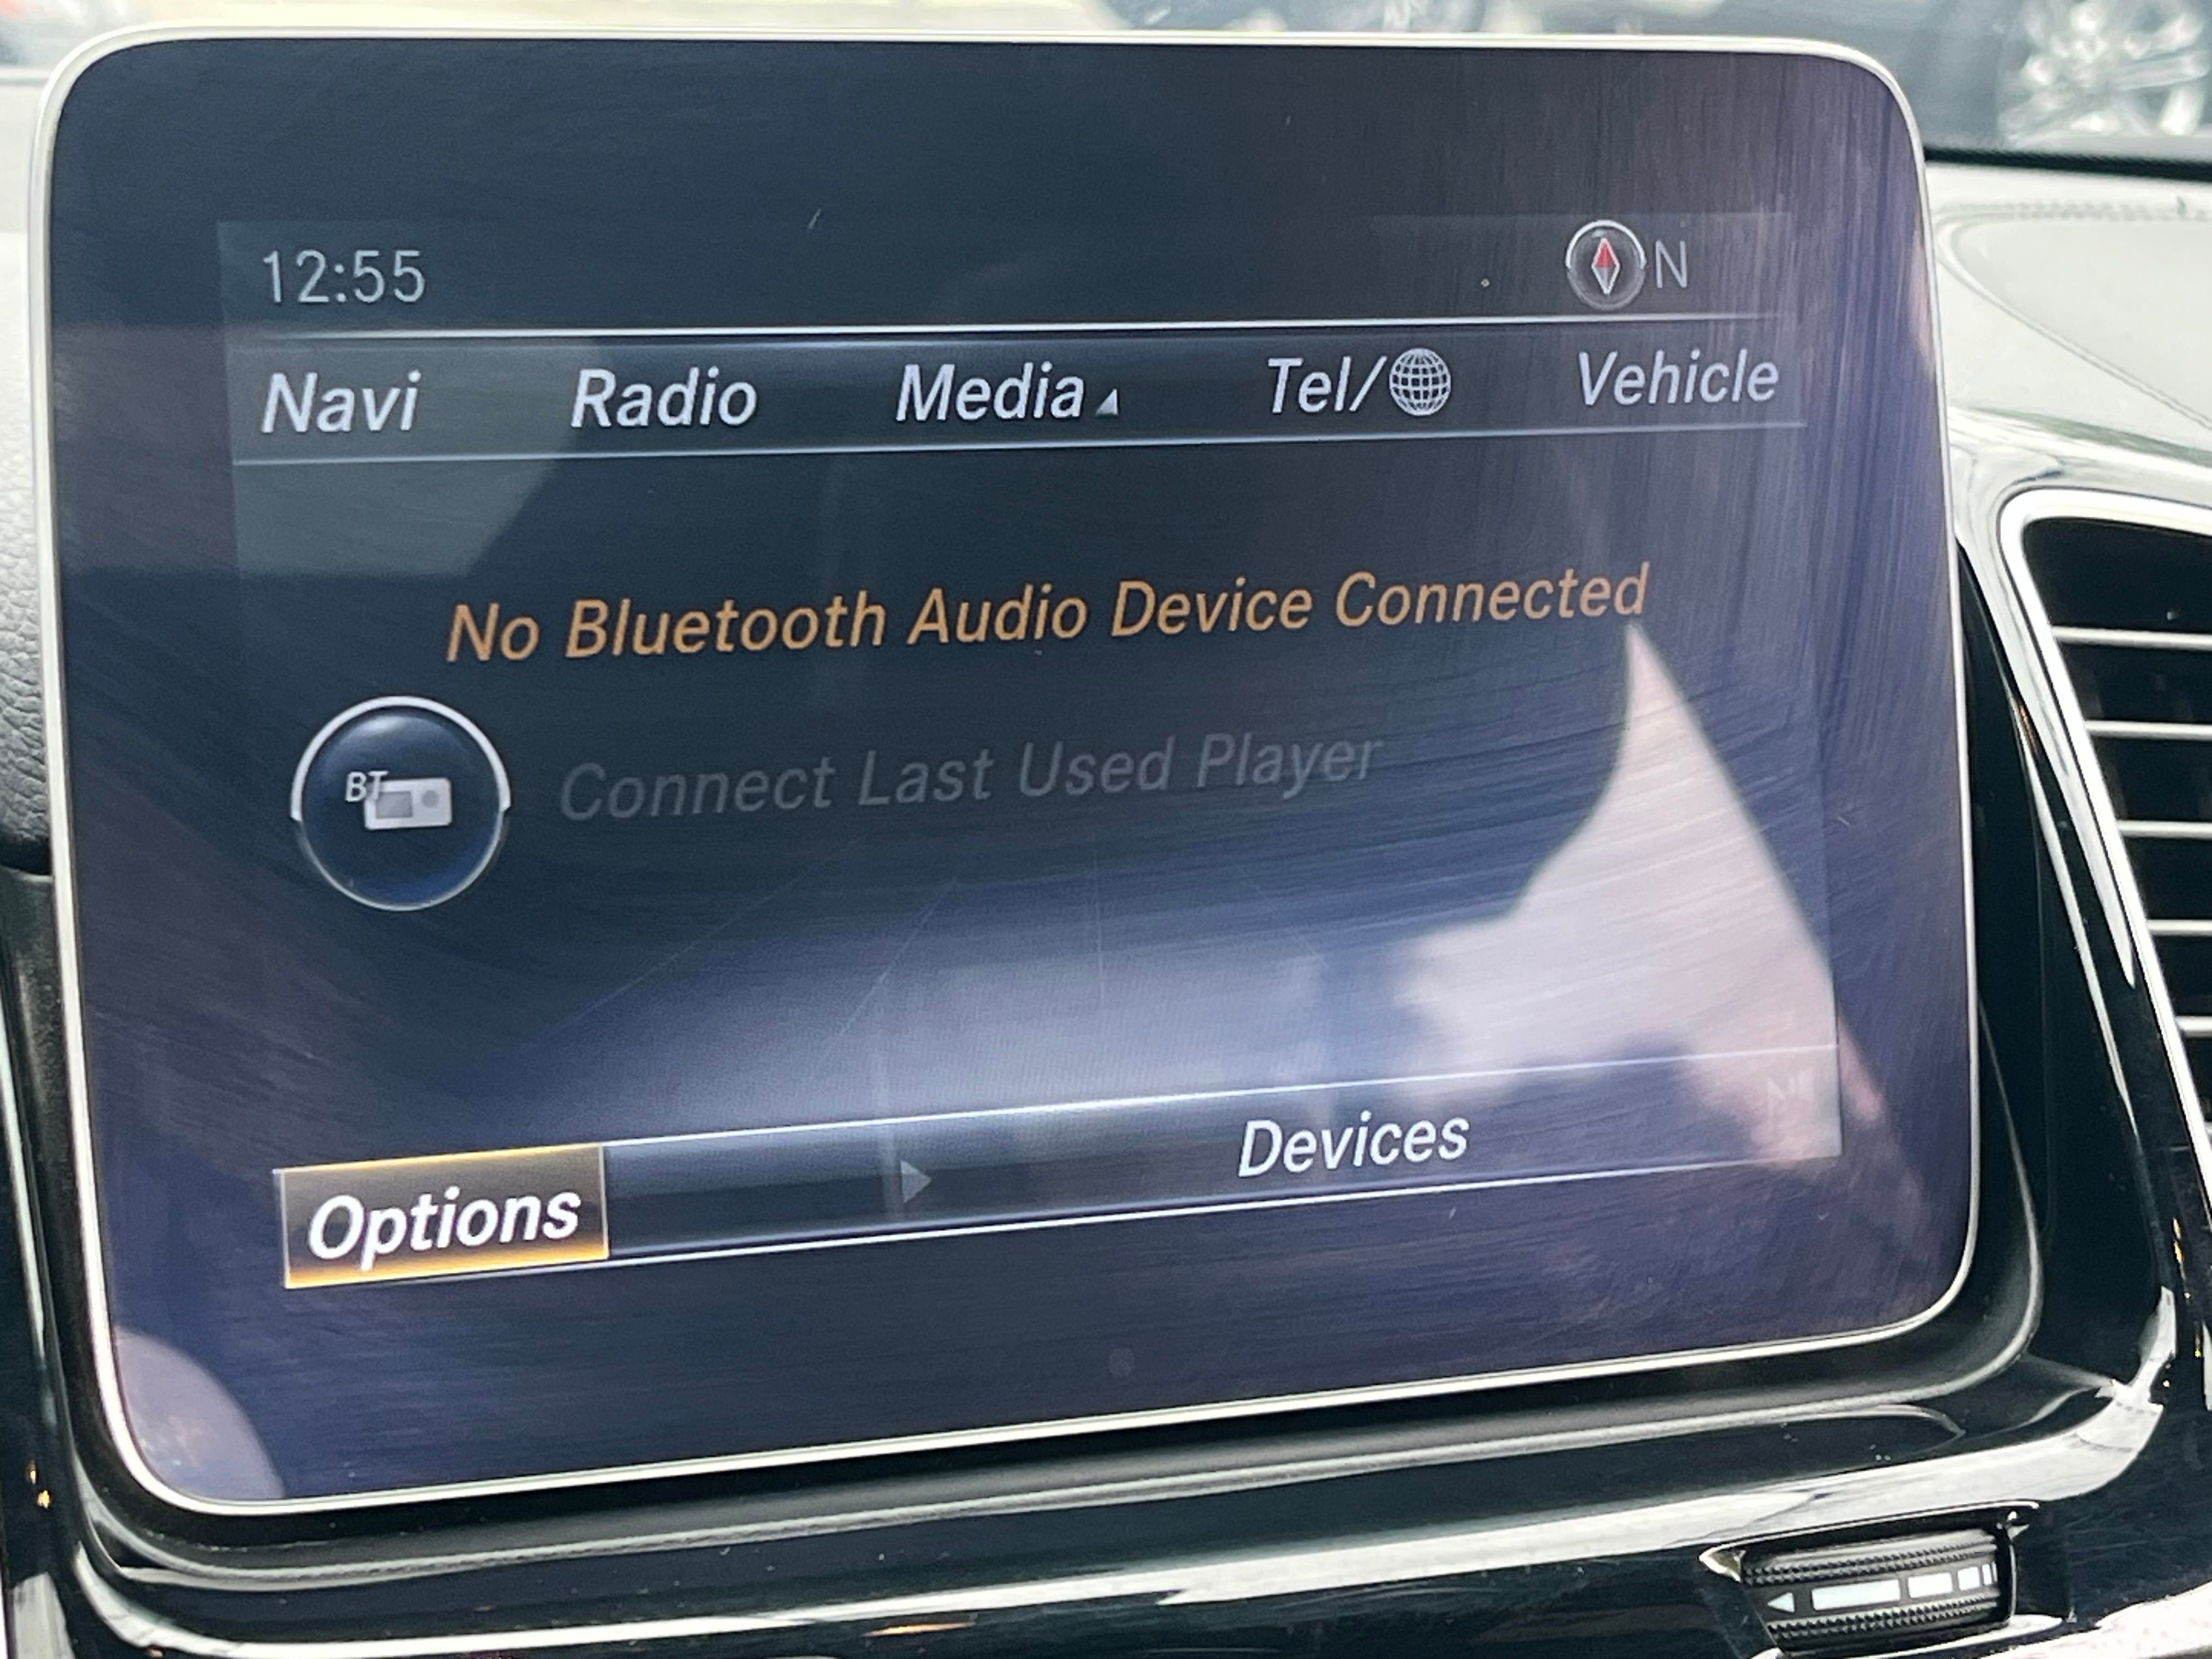 12:55 N
Navi Radio Media Tel/ Vehicle
No Bluetooth Audio Device Connected
BT Connect Last Used Player
Options Devices